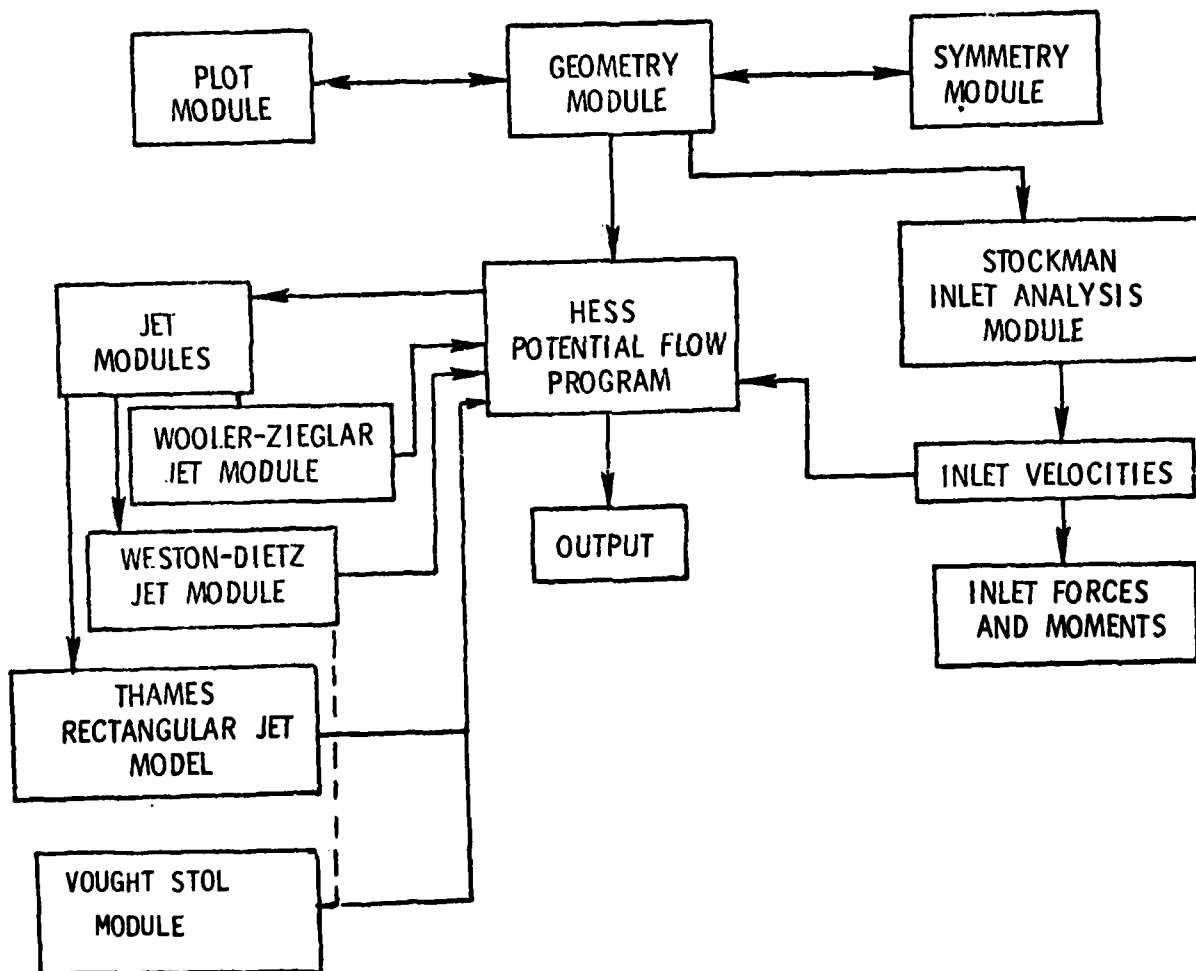 PLOT
MODULE
GEOMETRY
MODULE
SYMMETRY
MODULE
STOCKMAN
INLET ANALYSIS
MODULE
HESS
POTENTIAL FLOW
PROGRAM
JET
MODULES
WOOLER-ZIEGLAR
JET MODULE
INLET VELOCITIES
WESTON-DIETZ
JET MODULE
OUTPUT
INLET FORCES
AND MOMENTS
THAMES
RECTANGULAR JET
MODEL
VOUGHT STOL
MODULE